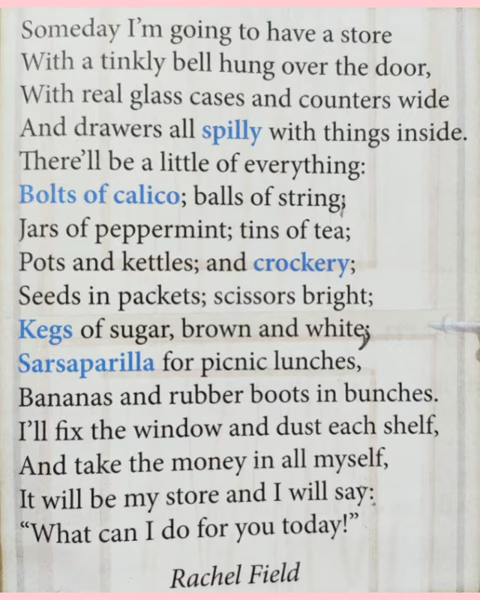 Someday I'm going to have a store
With a tinkly bell hung over the door,
With real glass cases and counters wide
And drawers all spilly with things inside.
There'll be a little of everything:
Bolts of calico; balls of string;
Jars of peppermint; tins of tea;
Pots and kettles; and crockery;
Seeds in packets; scissors bright;
Kegs of sugar, brown and white;
Sarsaparilla for picnic lunches,
Bananas and rubber boots in bunches.
I'll fix the window and dust each shelf,
And take the money in all myself,
It will be my store and I will say:
“What can I do for you today!”
Rachel Field